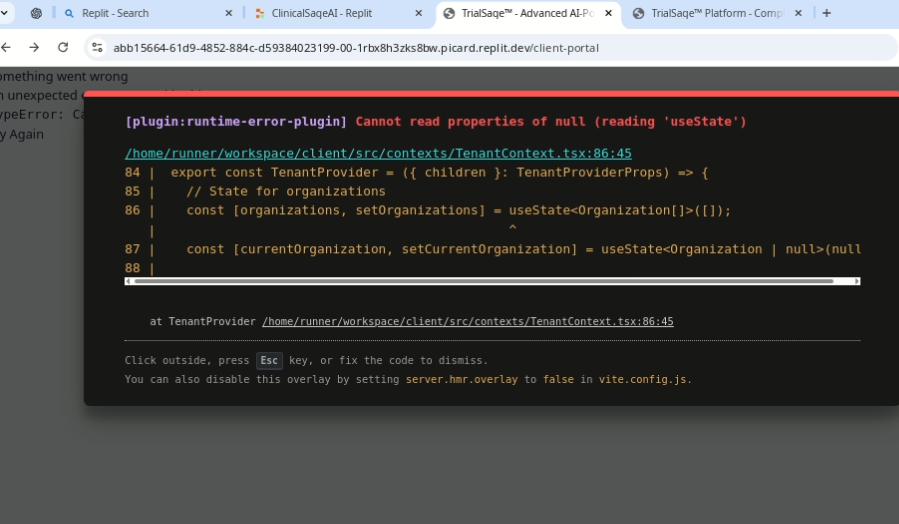 Replit - Search
ClinicalSageAI - Replit
TrialSage™ - Advanced AI-Po
TrialSage™ Platform - Compl
abb15664-61d9-4852-884c-d59384023199-00-1rbx8h3zks8bw.picard.replit.dev/client-portal
omething went wrong
n unexpected
ypeError: Ca
y Again
[plugin:runtime-error-plugin] Cannot read properties of null (reading 'useState')
/home/runner/workspace/client/src/contexts/TenantContext.tsx:86:45
84 | export const TenantProvider = ({ children }: TenantProviderProps) => {
85 | // State for organizations
86 | const [organizations, setOrganizations] = useState<Organization[]>([]);
| ^
87 | const [currentOrganization, setCurrentOrganization] = useState<Organization | null>(null
88 |
at TenantProvider /home/runner/workspace/client/src/contexts/TenantContext.tsx:86:45
Click outside, press Esc key, or fix the code to dismiss.
You can also disable this overlay by setting server.hmr.overlay to false in vite.config.js.